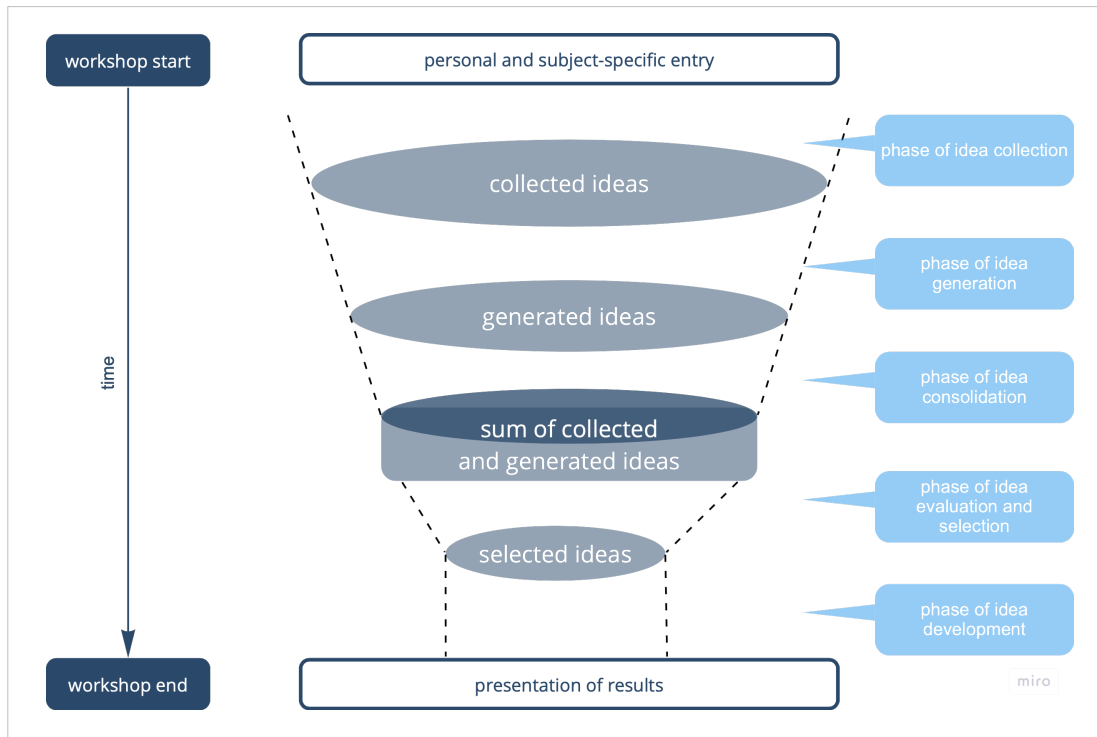 workshop start
personal and subject-specific entry
phase of idea collection
collected ideas
phase of idea
generation
generated ideas
time
phase of idea
consolidation
sum of collected
and generated ideas
phase of idea
evaluation and
selection
selected ideas
phase of idea
development
workshop end
presentation of results
miro